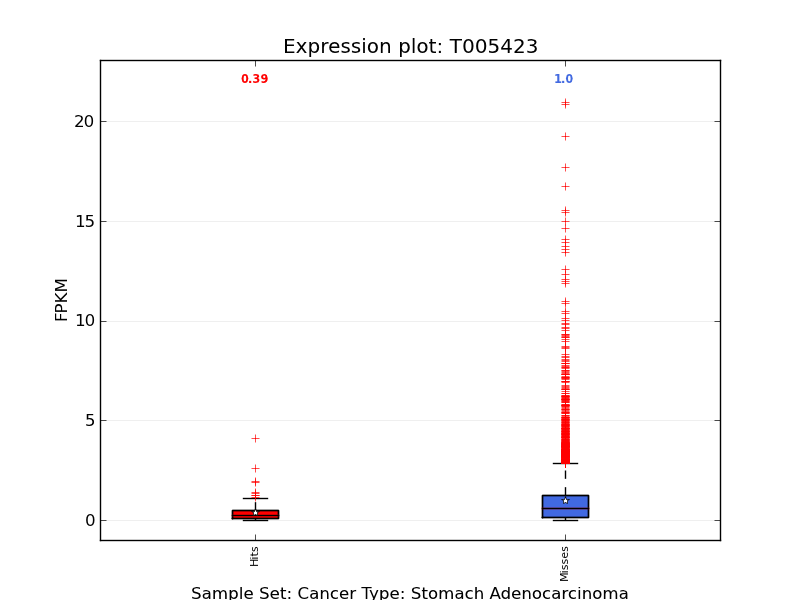 Expression plot: T005423
0.39
1.0
20
15
10
5
0
FPKM
Hits
Misses
Sample Set: Cancer Type: Stomach Adenocarcinoma